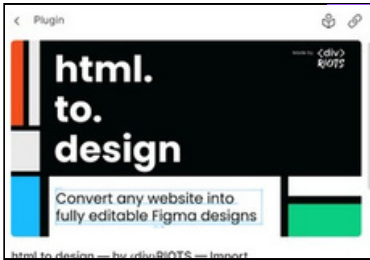 Plugin
html.
to.
design
Made by <div>
RIOTS
Convert any website into
fully editable Figma designs
html.to.design — by ‹div›RIOTS — Import